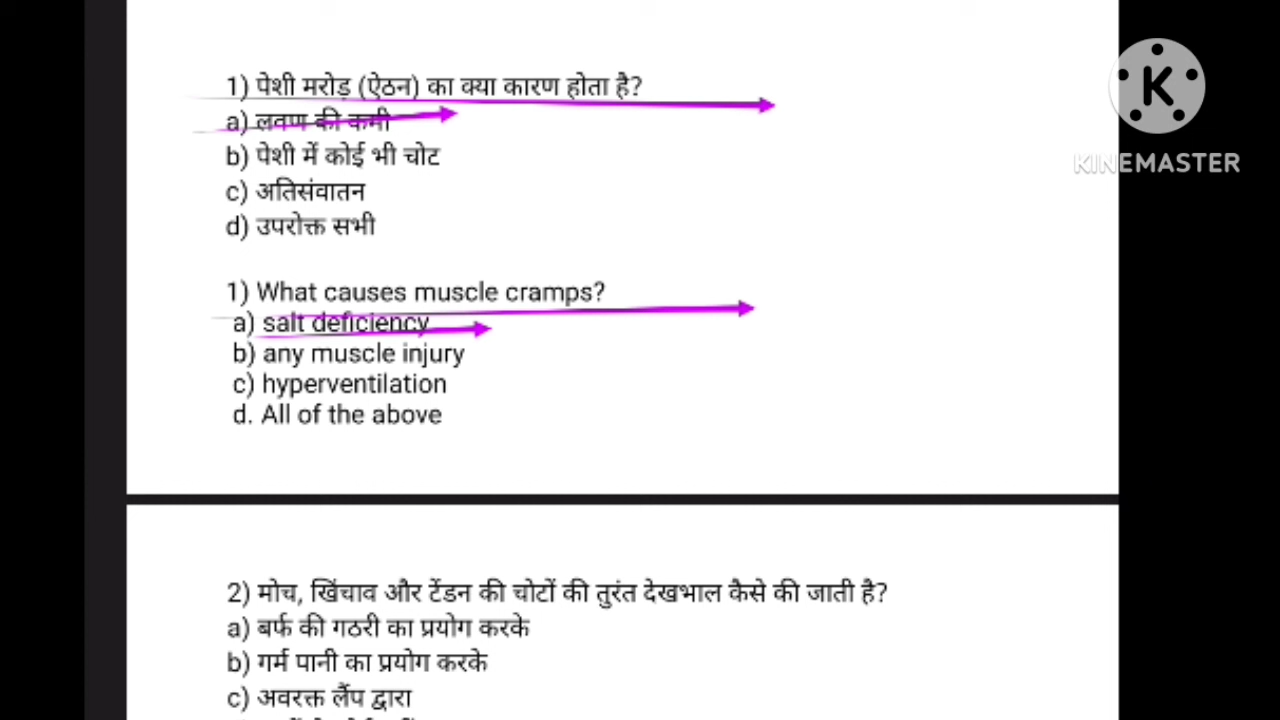 1) पेशी मरोड़ (ऐठन) का क्या कारण होता है?
a) लवण की कमी
b) पेशी में कोई भी चोट
c) अतिसंवातन
d) उपरोक्त सभी
1) What causes muscle cramps?
a) salt deficiency
b) any muscle injury
c) hyperventilation
d. All of the above
K
KINEMASTER
2) मोच, खिंचाव और टेंडन की चोटों की तुरंत देखभाल कैसे की जाती है?
a) बर्फ की गठरी का प्रयोग करके
b) गर्म पानी का प्रयोग करके
c) अवरक्त लैंप द्वारा